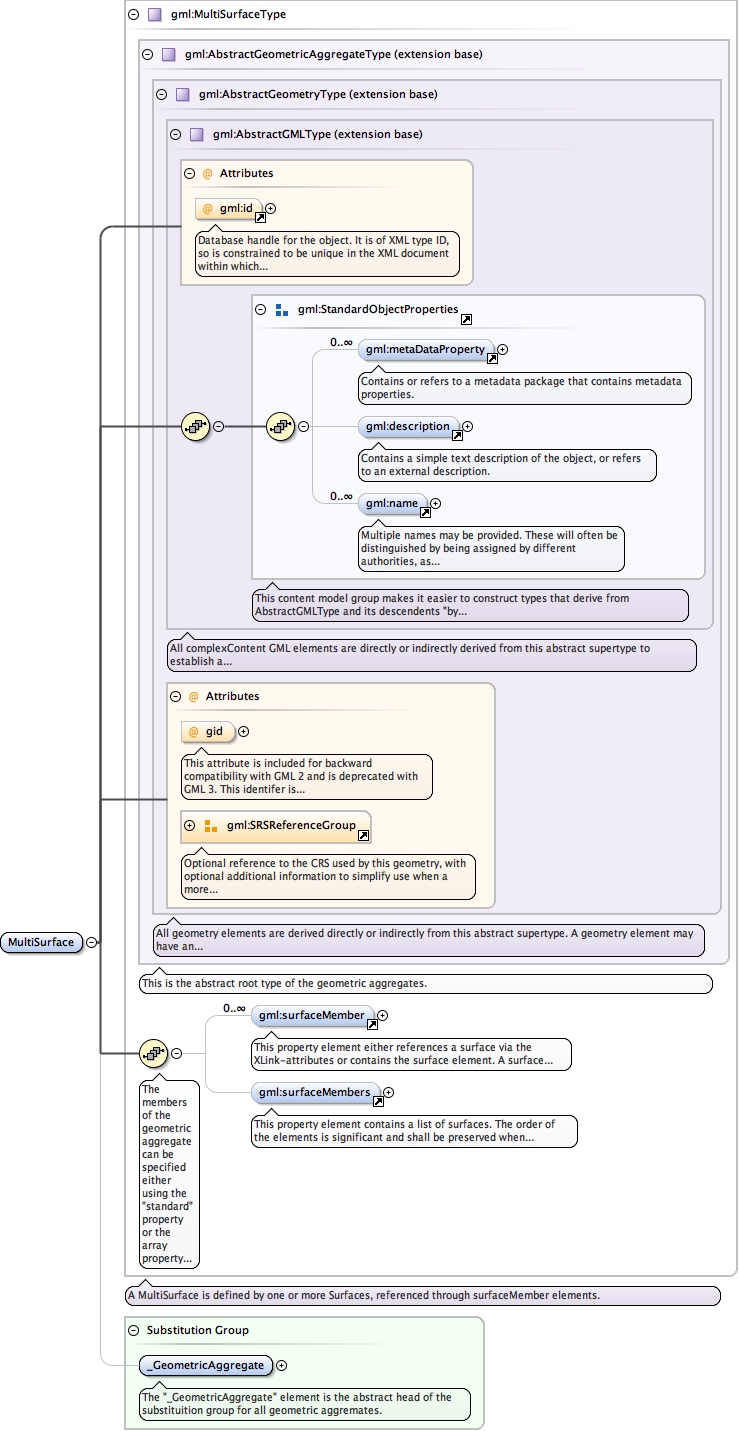 gml:MultiSurfaceType
gml:AbstractGeometricAggregateType (extension base)
gml:AbstractGeometryType (extension base)
gml:AbstractGMLType (extension base)
@ Attributes
@ gml:id
Database handle for the object. It is of XML type ID,
so is constrained to be unique in the XML document
within which...
gml:StandardObjectProperties
0..∞
gml:metaDataProperty
Contains or refers to a metadata package that contains metadata
properties.
gml:description
Contains a simple text description of the object, or refers
to an external description.
0..∞
gml:name
Multiple names may be provided. These will often be
distinguished by being assigned by different
authorities, as...
This content model group makes it easier to construct types that derive from
AbstractGMLType and its descendents "by...
All complexContent GML elements are directly or indirectly derived from this abstract supertype to
establish a...
@ Attributes
@ gid
This attribute is included for backward
compatibility with GML 2 and is deprecated with
GML 3. This identifer is...
gml:SRSReferenceGroup
Optional reference to the CRS used by this geometry, with
optional additional information to simplify use when a
more...
All geometry elements are derived directly or indirectly from this abstract supertype. A geometry element may
have an...
MultiSurface
This is the abstract root type of the geometric aggregates.
0..∞
gml:surfaceMember
This property element either references a surface via the
XLink-attributes or contains the surface element. A surface...
gml:surfaceMembers
This property element contains a list of surfaces. The order of
the elements is significant and shall be preserved when...
The
members
of the
geometric
aggregate
can be
specified
either
using the
"standard"
property
or the
array
property...
A MultiSurface is defined by one or more Surfaces, referenced through surfaceMember elements.
Substitution Group
_GeometricAggregate
The "_GeometricAggregate" element is the abstract head of the
substituition group for all geometric aggremates.